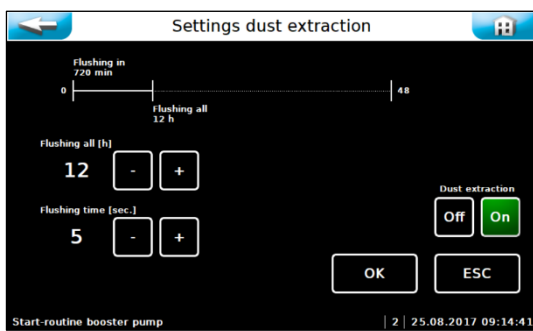 Settings dust extraction
Flushing in
720 min
0
48
Flushing all
12 h
Flushing all [h]
12
-
+
Flushing time [sec.]
5
-
+
Dust extraction
Off
On
OK
ESC
Start-routine booster pump
2
25.08.2017 09:14:41